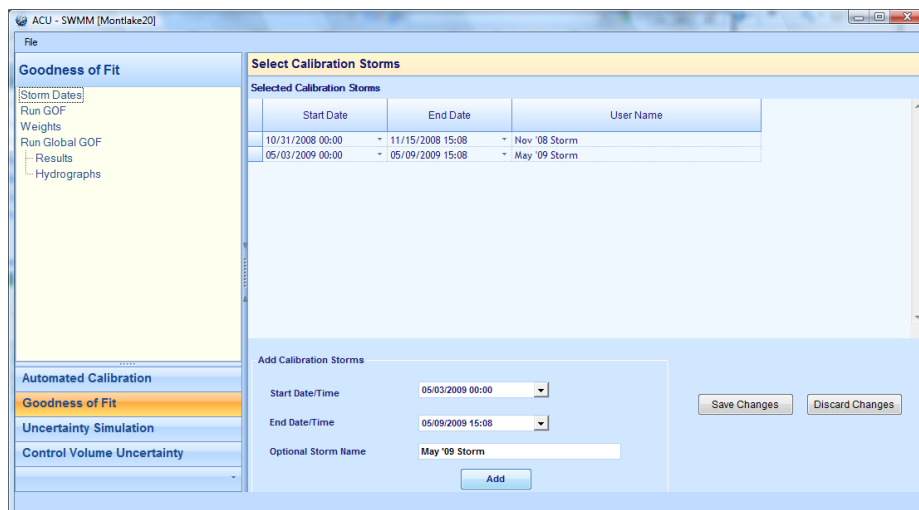 ACU - SWMM [Montlake20]
File
Goodness of Fit
Storm Dates
Run GOF
Weights
Run Global GOF
Results
Hydrographs
Automated Calibration
Goodness of Fit
Uncertainty Simulation
Control Volume Uncertainty
Select Calibration Storms
Selected Calibration Storms
Start Date End Date User Name
10/31/2008 00:00 11/15/2008 15:08 Nov '08 Storm
05/03/2009 00:00 05/09/2009 15:08 May '09 Storm
Add Calibration Storms
Start Date/Time 05/03/2009 00:00
End Date/Time 05/09/2009 15:08
Optional Storm Name May '09 Storm
Add
Save Changes Discard Changes